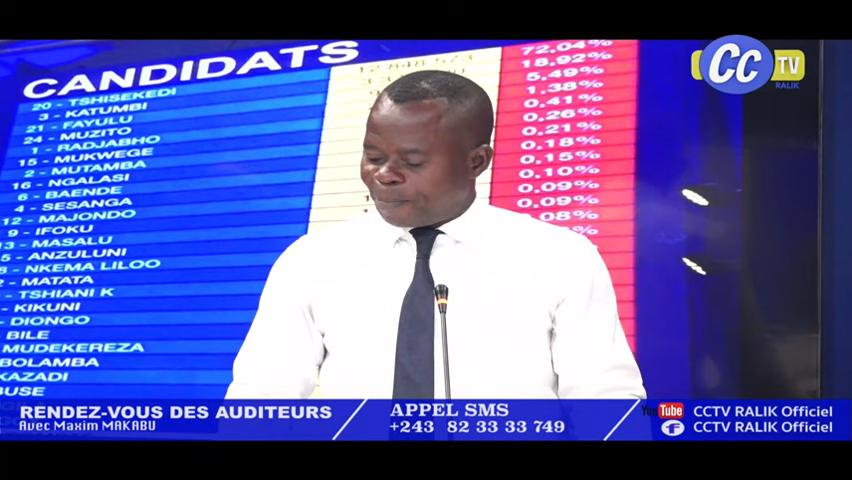 CC TV
RALIK
CANDIDATS
20 - TSHISEKEDI 72,04%
3 - KATUMBI 18,92%
21 - FAYULU 5.49%
24 - MUZITO 1.38%
1 - RADJABHO 0.41%
15 - MUKWEGE 0.26%
2 - MUTAMBA 0.21%
16 - NGALASI 0.18%
6 - BAENDE 0.15%
4 - SESANGA 0.10%
12 - MAJONDO 0.09%
9 - IFOKU 0.09%
13 - MASALU
5 - ANZULUNI
8 - NKEMA LILOO
MATATA
- TSHIANI K
- KIKUNI
- DIONGO
BILE
MUDEKEREZA
BOLAMBA
KAZADI
RENDEZ-VOUS DES AUDITEURS
Avec Maxim MAKABU
APPEL SMS
+243 82 33 33 749
YouTube CCTV RALIK Officiel
f CCTV RALIK Officiel